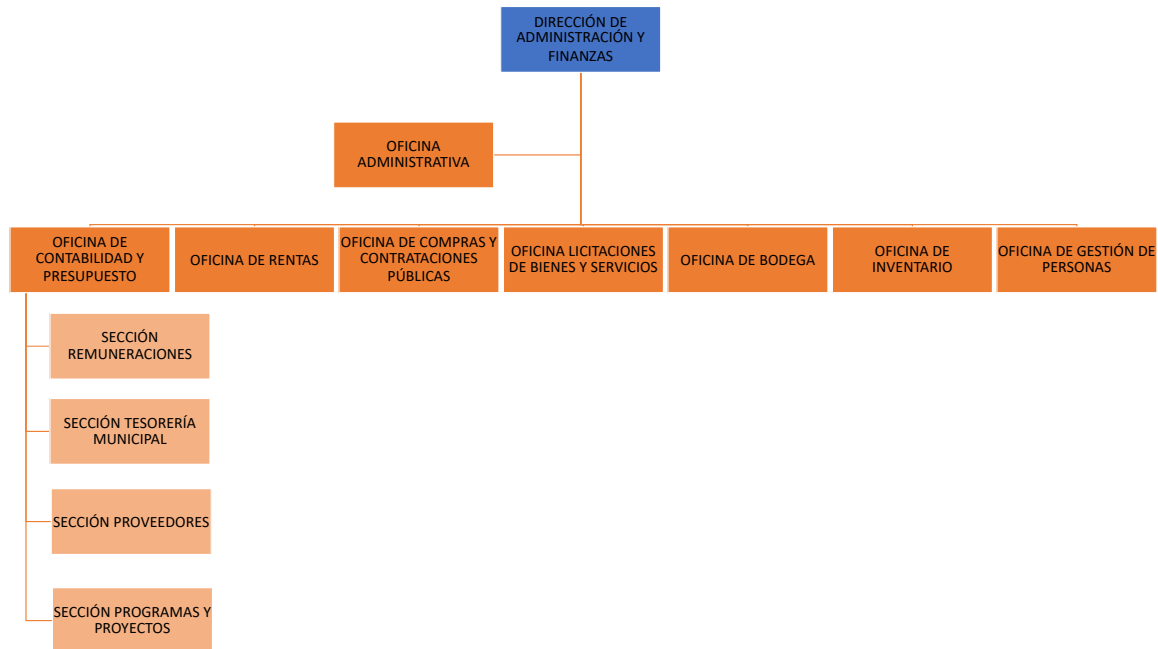 DIRECCIÓN DE
ADMINISTRACIÓN Y
FINANZAS
OFICINA
ADMINISTRATIVA
OFICINA DE
CONTABILIDAD Y
PRESUPUESTO
OFICINA DE RENTAS
OFICINA DE COMPRAS Y
CONTRATACIONES
PÚBLICAS
OFICINA LICITACIONES
DE BIENES Y SERVICIOS
OFICINA DE BODEGA
OFICINA DE
INVENTARIO
OFICINA DE GESTIÓN DE
PERSONAS
SECCIÓN
REMUNERACIONES
SECCIÓN TESORERÍA
MUNICIPAL
SECCIÓN PROVEEDORES
SECCIÓN PROGRAMAS Y
PROYECTOS